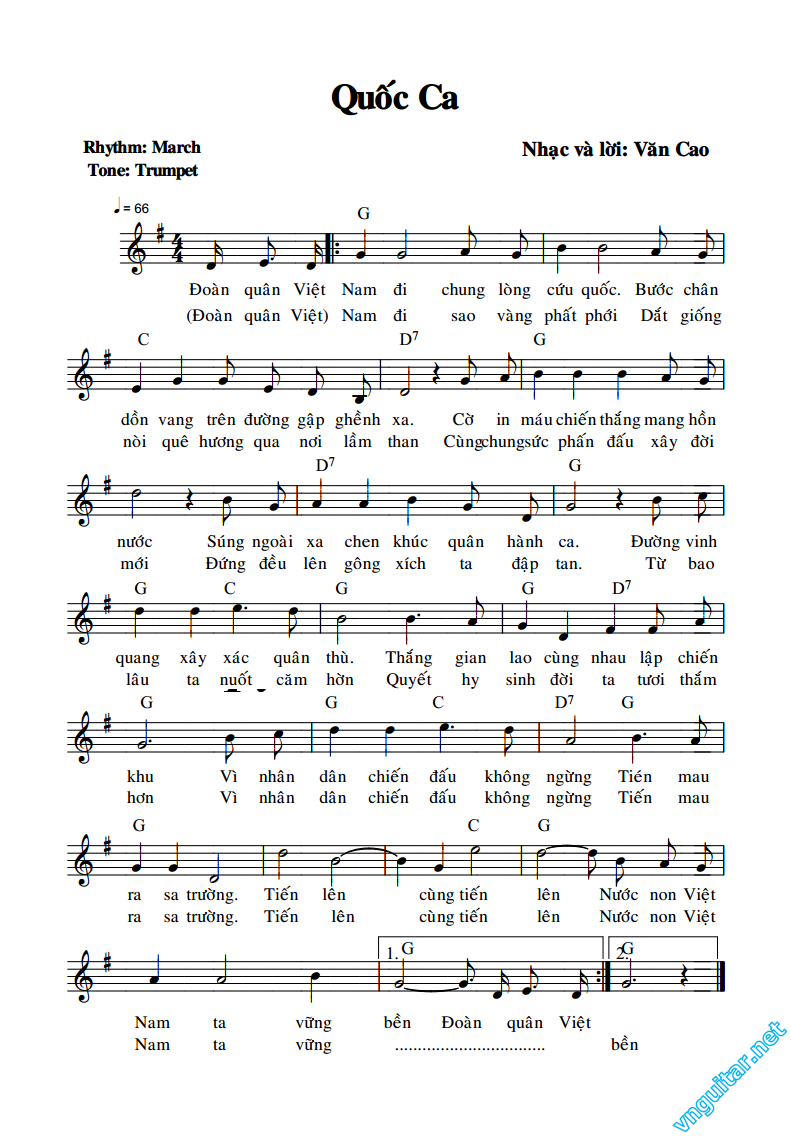 Quốc Ca
Rhythm: March
Nhạc và lời: Văn Cao
Tone: Trumpet
♩ = 66
G
4
4
Đoàn quân Việt Nam đi chung lòng cứu quốc. Bước chân
(Đoàn quân Việt) Nam đi sao vàng phất phới Dắt giống
C D7 G
dồn vang trên đường gập ghềnh xa. Cờ in máu chiến thắng mang hồn
nòi quê hương qua nơi lầm than Cùng chung sức phấn đấu xây đời
D7 G
nước Súng ngoài xa chen khúc quân hành ca. Đường vinh
mới Đứng đều lên gông xích ta đập tan. Từ bao
G C G G D7
quang xây xác quân thù. Thắng gian lao cùng nhau lập chiến
lâu ta nuốt căm hờn Quyết hy sinh đời ta tươi thắm
G G C D7 G
khu Vì nhân dân chiến đấu không ngừng Tién mau
hơn Vì nhân dân chiến đấu không ngừng Tiến mau
G C G
ra sa trường. Tiến lên cùng tiến lên Nước non Việt
ra sa trường. Tiến lên cùng tiến lên Nước non Việt
1. G 2. G
Nam ta vững bền Đoàn quân Việt
Nam ta vững .................................. bền
vnguitar.net